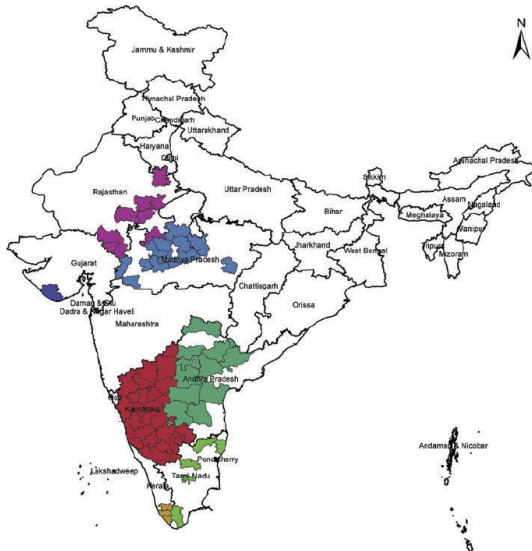 N
Jammu & Kashmir
Himachal Pradesh
Punjab
Chandigarh
Uttarakhand
Haryana
Delhi
Arunachal Pradesh
Sikkim
Rajasthan
Uttar Pradesh
Assam
Nagaland
Bihar
Meghalaya
Manipur
Jharkhand
West Bengal
Tripura
Mizoram
Gujarat
Madhya Pradesh
Chattisgarh
Daman & Diu
Dadra & Nagar Haveli
Orissa
Maharashtra
Andhra Pradesh
Goa
Karnataka
Andaman & Nicobar
Pondicherry
Lakshadweep
Tamil Nadu
Kerala